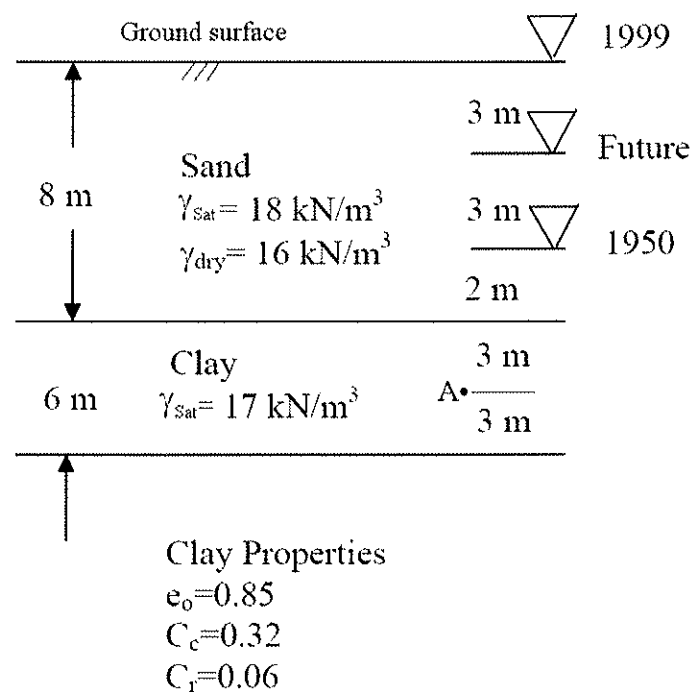 Ground surface
1999
3 m
Future
Sand
8 m
γSat= 18 kN/m³
3 m
γdry= 16 kN/m³
1950
2 m
Clay
3 m
6 m
γSat= 17 kN/m³
A•
3 m
Clay Properties
eo=0.85
Cc=0.32
Cr=0.06